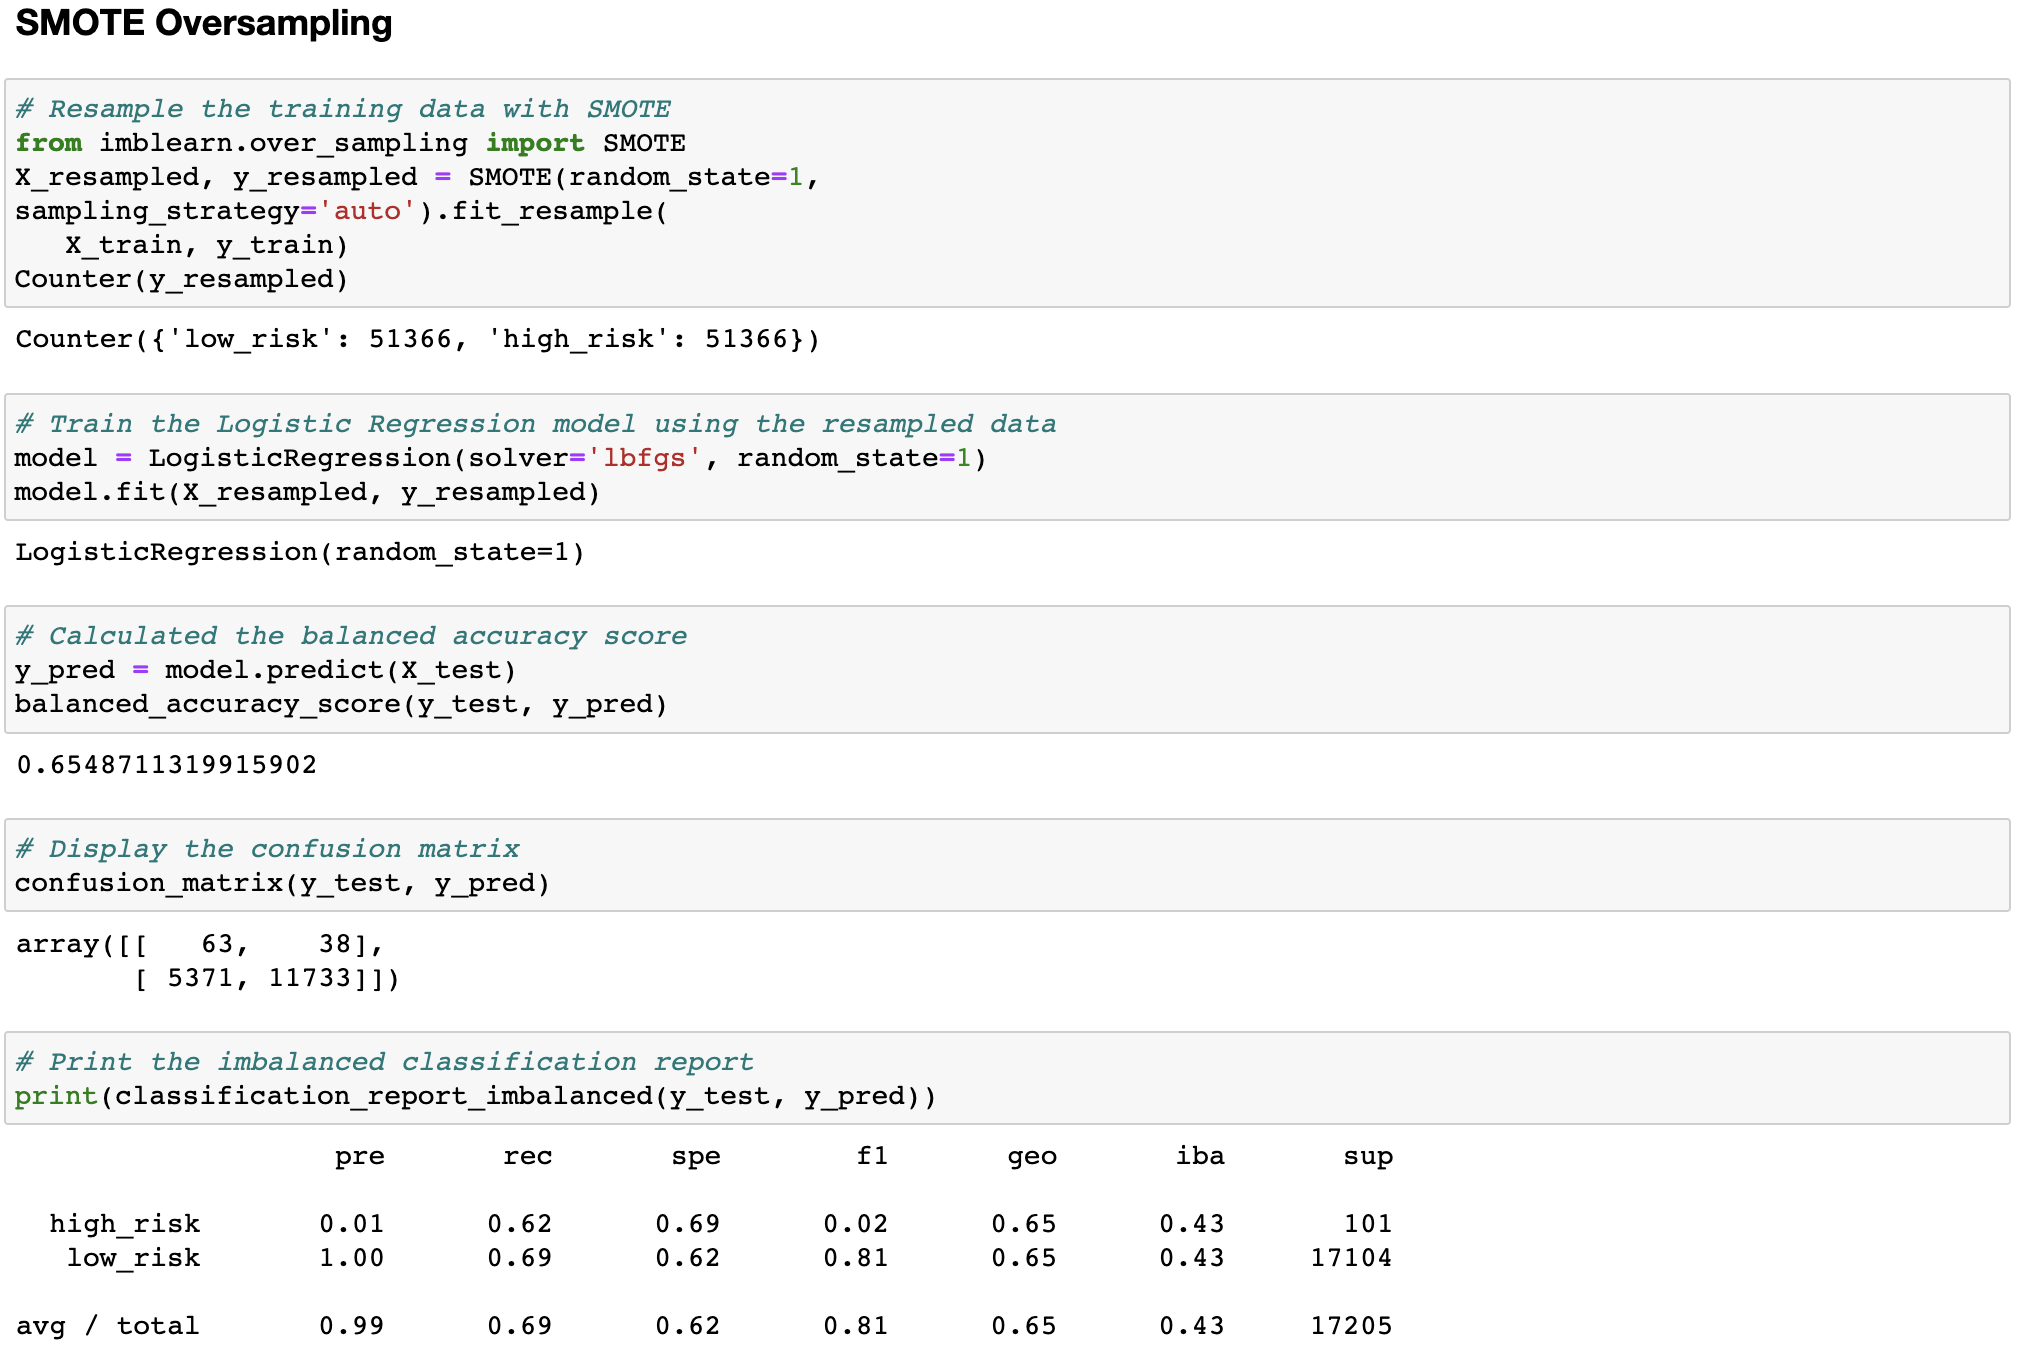 SMOTE Oversampling
# Resample the training data with SMOTE
from imblearn.over_sampling import SMOTE
X_resampled, y_resampled = SMOTE(random_state=1,
sampling_strategy='auto').fit_resample(
   X_train, y_train)
Counter(y_resampled)
Counter({'low_risk': 51366, 'high_risk': 51366})
# Train the Logistic Regression model using the resampled data
model = LogisticRegression(solver='lbfgs', random_state=1)
model.fit(X_resampled, y_resampled)
LogisticRegression(random_state=1)
# Calculated the balanced accuracy score
y_pred = model.predict(X_test)
balanced_accuracy_score(y_test, y_pred)
0.6548711319915902
# Display the confusion matrix
confusion_matrix(y_test, y_pred)
array([[   63,    38],
       [ 5371, 11733]])
# Print the imbalanced classification report
print(classification_report_imbalanced(y_test, y_pred))
                   pre       rec       spe        f1       geo       iba       sup
  high_risk       0.01      0.62      0.69      0.02      0.65      0.43       101
   low_risk       1.00      0.69      0.62      0.81      0.65      0.43     17104
avg / total       0.99      0.69      0.62      0.81      0.65      0.43     17205